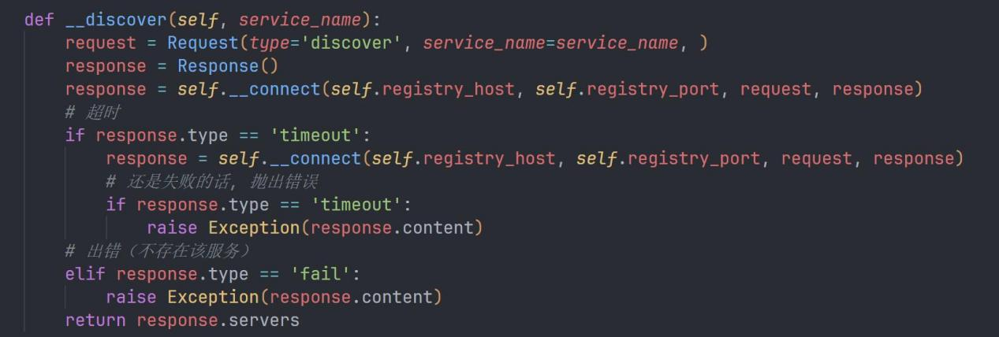 def __discover(self, service_name):
request = Request(type='discover', service_name=service_name, )
response = Response()
response = self.__connect(self.registry_host, self.registry_port, request, response)
# 超时
if response.type == 'timeout':
response = self.__connect(self.registry_host, self.registry_port, request, response)
# 还是失败的话, 抛出错误
if response.type == 'timeout':
raise Exception(response.content)
# 出错（不存在该服务）
elif response.type == 'fail':
raise Exception(response.content)
return response.servers